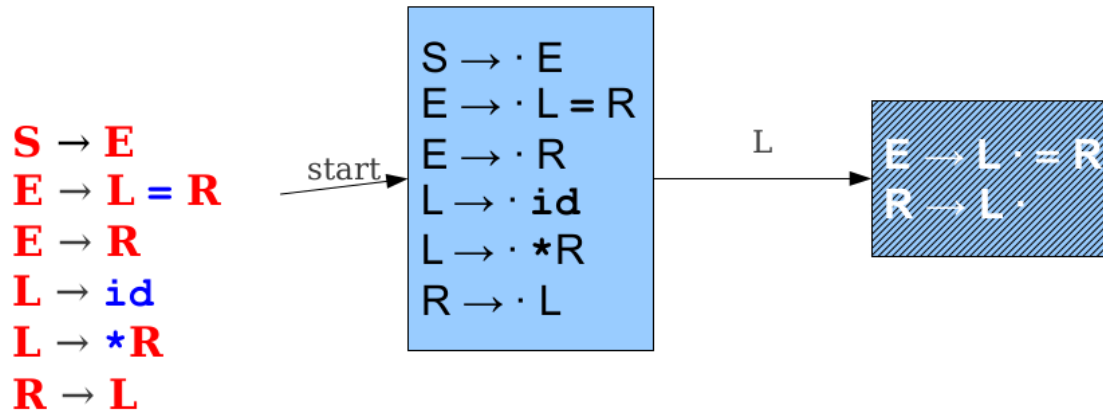 S → E
E → L = R
E → R
L → id
L → *R
R → L
start
S → · E
E → · L = R
E → · R
L → · id
L → · *R
R → · L
L
E → L · = R
R → L ·